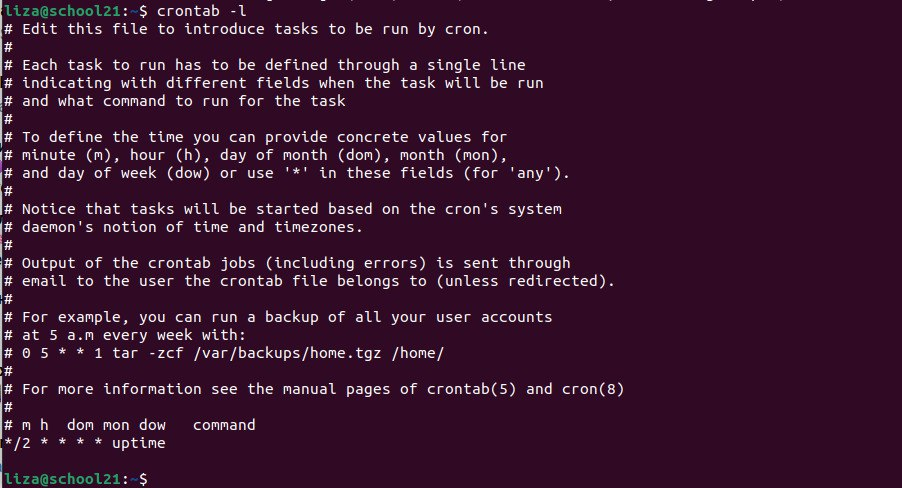 liza@school21:~$ crontab -l
# Edit this file to introduce tasks to be run by cron.
#
# Each task to run has to be defined through a single line
# indicating with different fields when the task will be run
# and what command to run for the task
#
# To define the time you can provide concrete values for
# minute (m), hour (h), day of month (dom), month (mon),
# and day of week (dow) or use '*' in these fields (for 'any').
#
# Notice that tasks will be started based on the cron's system
# daemon's notion of time and timezones.
#
# Output of the crontab jobs (including errors) is sent through
# email to the user the crontab file belongs to (unless redirected).
#
# For example, you can run a backup of all your user accounts
# at 5 a.m every week with:
# 0 5 * * 1 tar -zcf /var/backups/home.tgz /home/
#
# For more information see the manual pages of crontab(5) and cron(8)
#
# m h  dom mon dow   command
*/2 * * * * uptime
liza@school21:~$